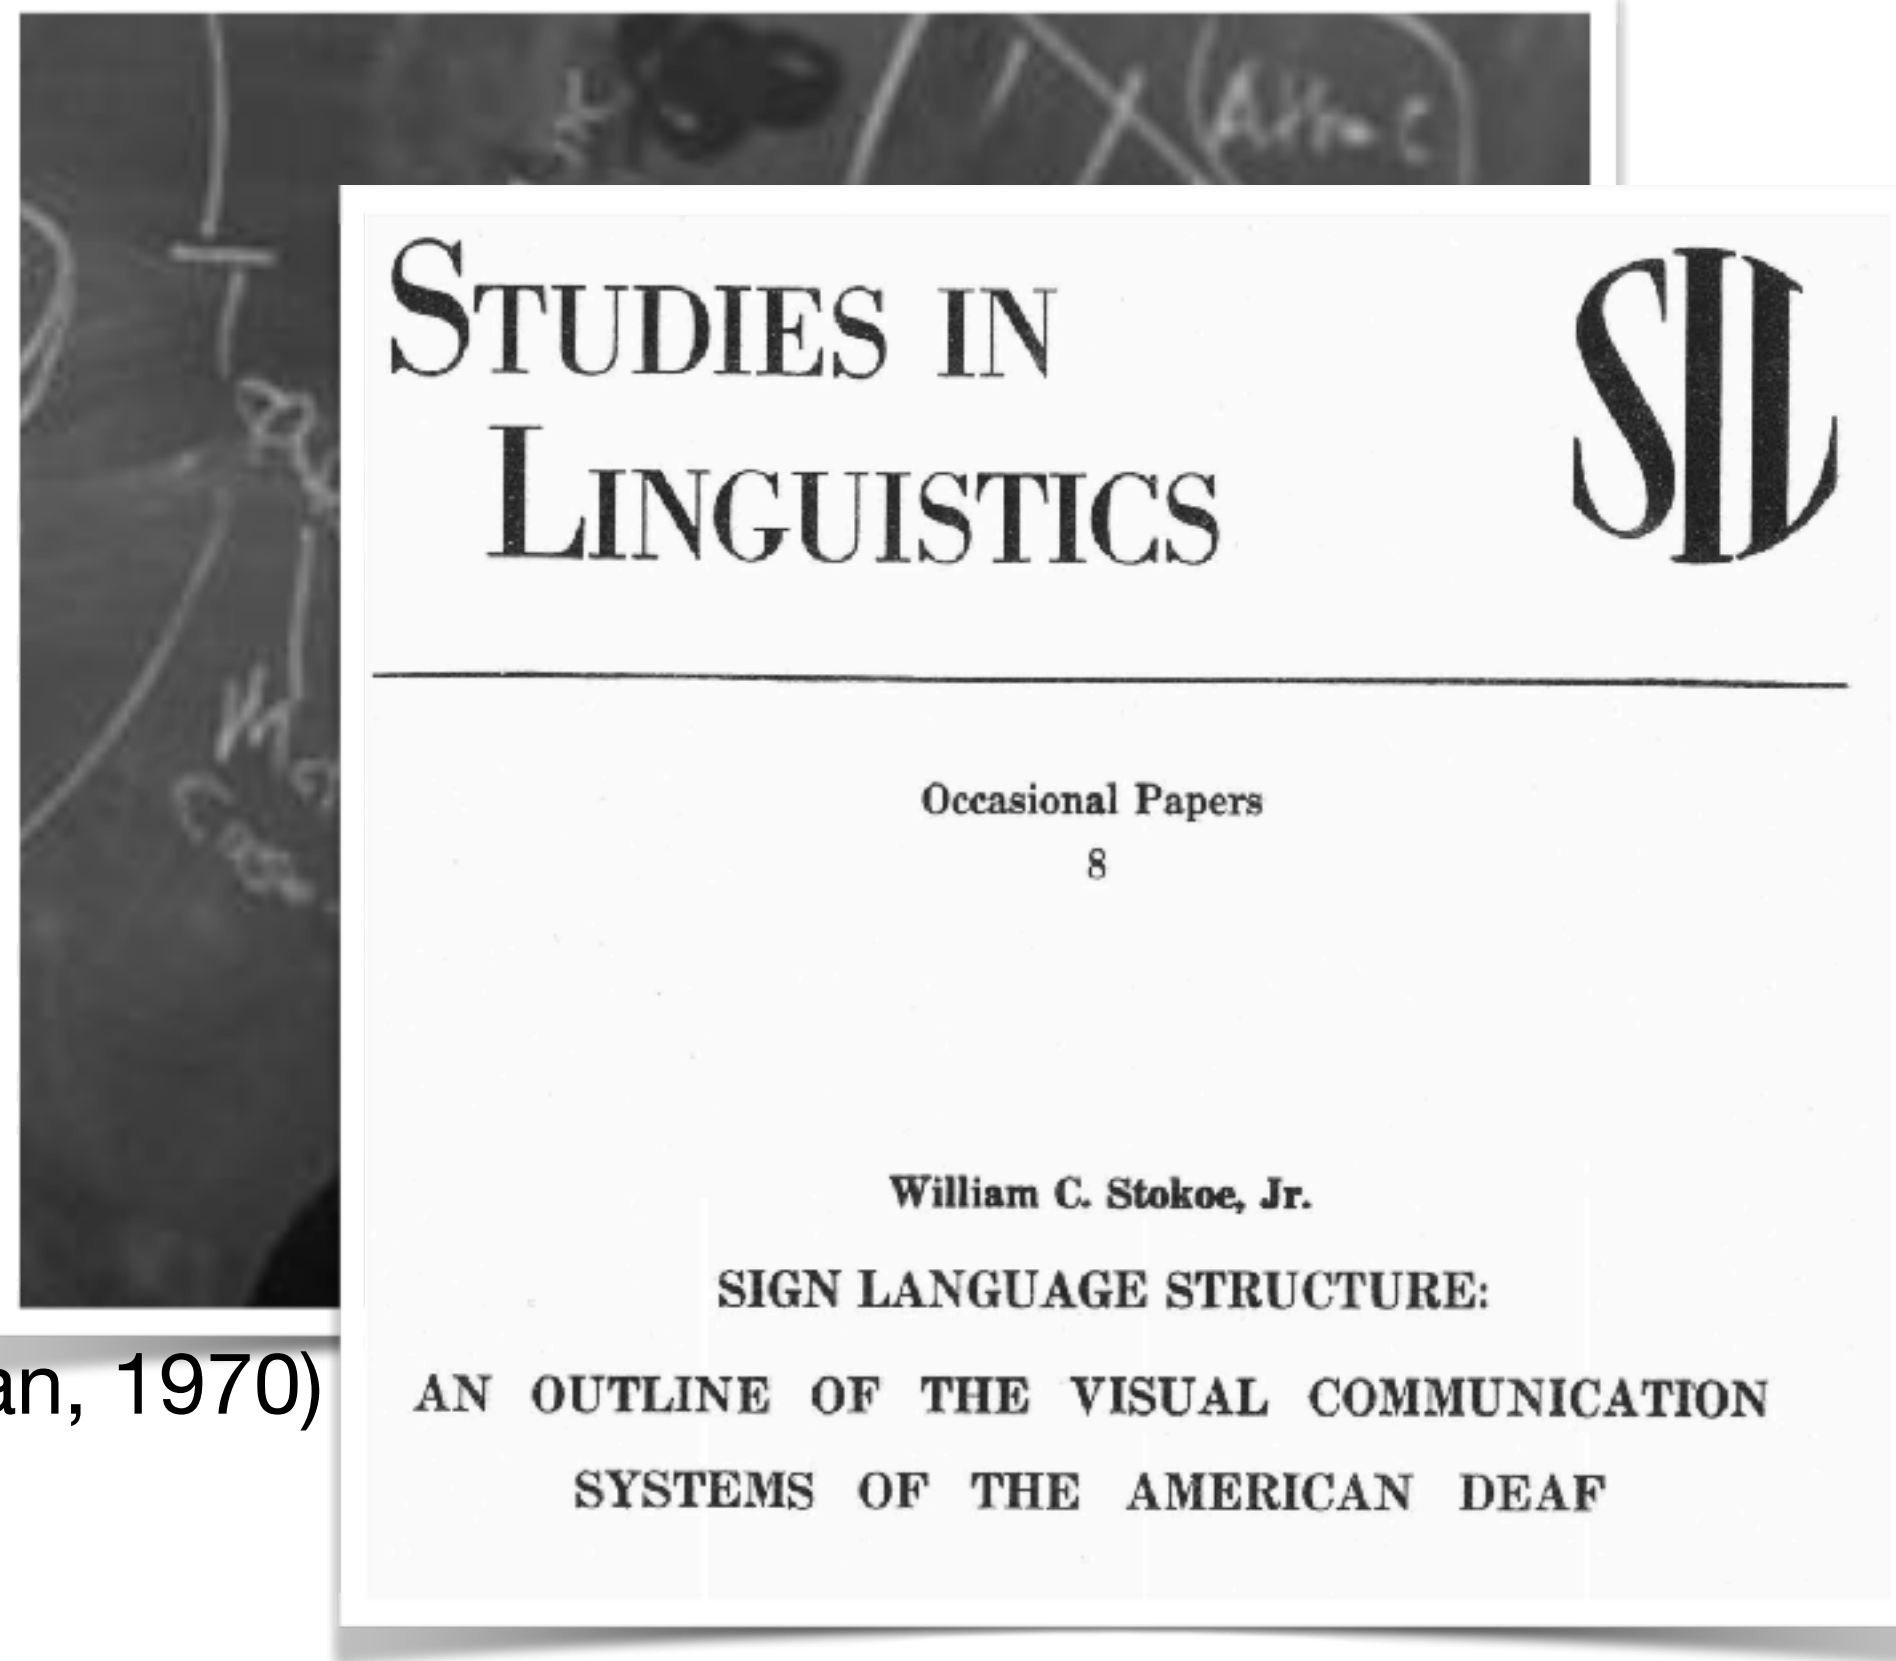 STUDIES IN
LINGUISTICS
SIL
Occasional Papers
8
William C. Stokoe, Jr.
SIGN LANGUAGE STRUCTURE:
AN OUTLINE OF THE VISUAL COMMUNICATION
SYSTEMS OF THE AMERICAN DEAF
an, 1970)